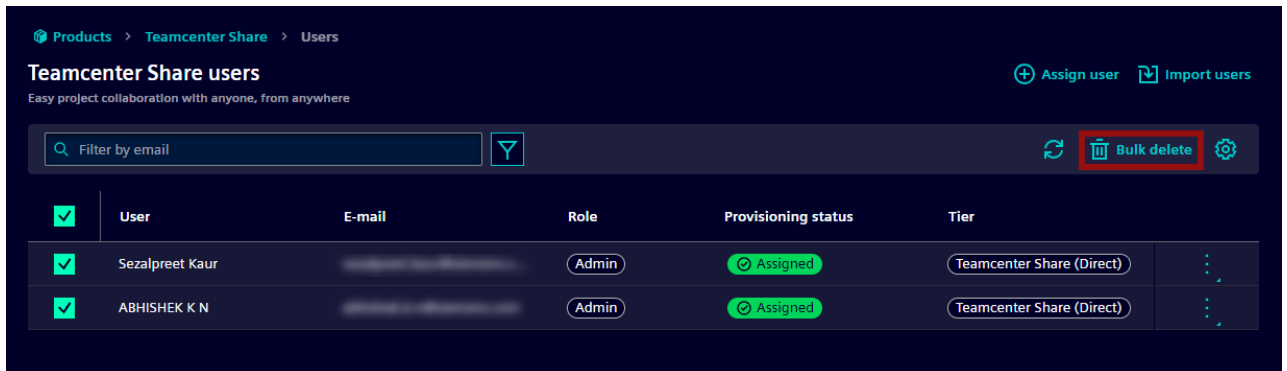 Products > Teamcenter Share > Users
Teamcenter Share users
Assign user Import users
Easy project collaboration with anyone, from anywhere
Filter by email Bulk delete
User E-mail Role Provisioning status Tier
Sezalpreet Kaur Admin Assigned Teamcenter Share (Direct)
ABHISHEK K N Admin Assigned Teamcenter Share (Direct)